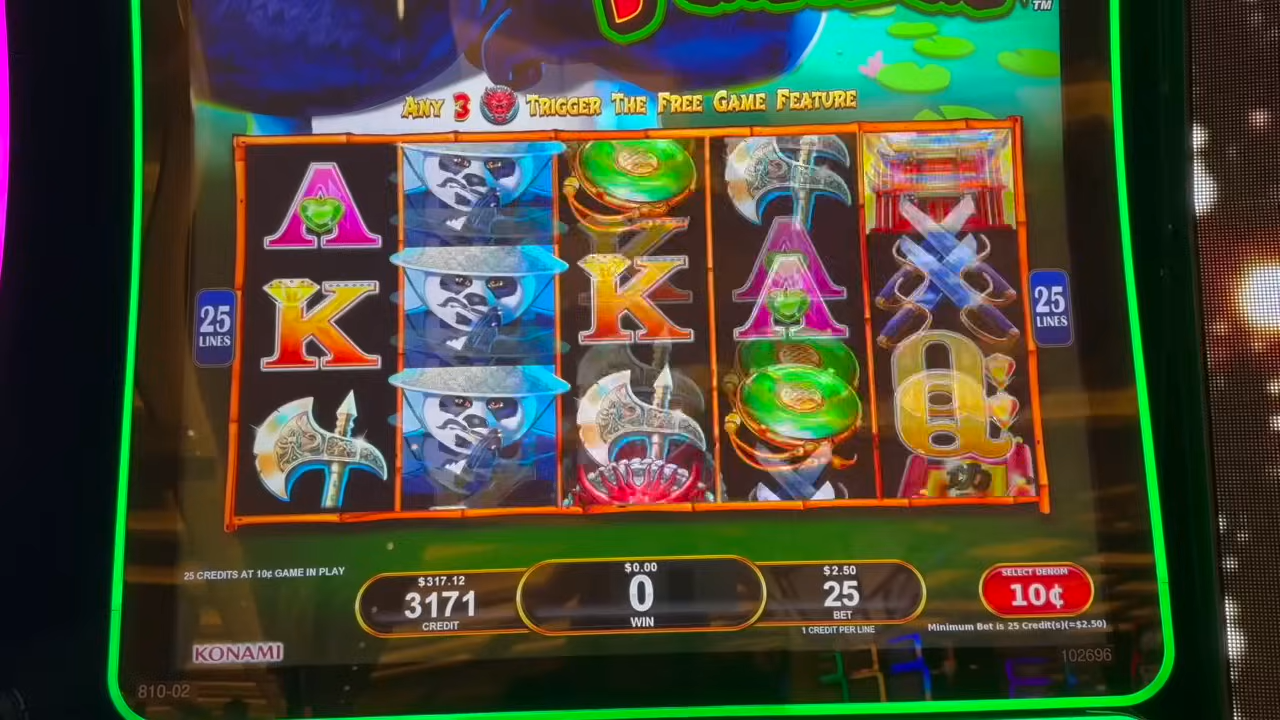 TM
ANY 3 TRIGGER THE FREE GAME FEATURE
A
K
K
A
Q
25
LINES
25
LINES
25 CREDITS AT 10¢ GAME IN PLAY
$317.12
3171
CREDIT
$0.00
0
WIN
$2.50
25
BET
1 CREDIT PER LINE
SELECT DENOM
10¢
Minimum Bet is 25 Credit(s)(=$2.50)
KONAMI
810-02
102696